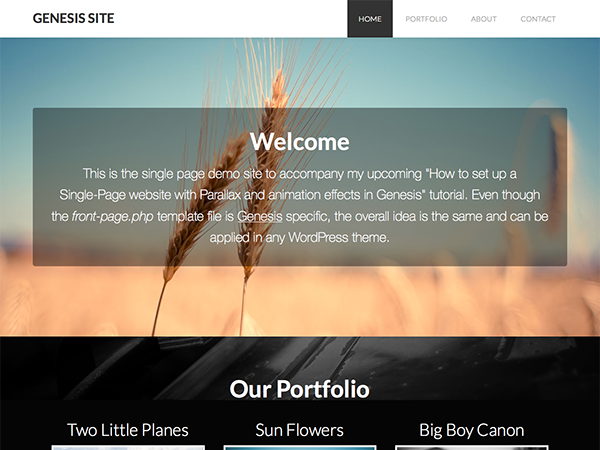 GENESIS SITE
HOME PORTFOLIO ABOUT CONTACT
Welcome
This is the single page demo site to accompany my upcoming "How to set up a
Single-Page website with Parallax and animation effects in Genesis" tutorial. Even though
the front-page.php template file is Genesis specific, the overall idea is the same and can be
applied in any WordPress theme.
Our Portfolio
Two Little Planes
Sun Flowers
Big Boy Canon